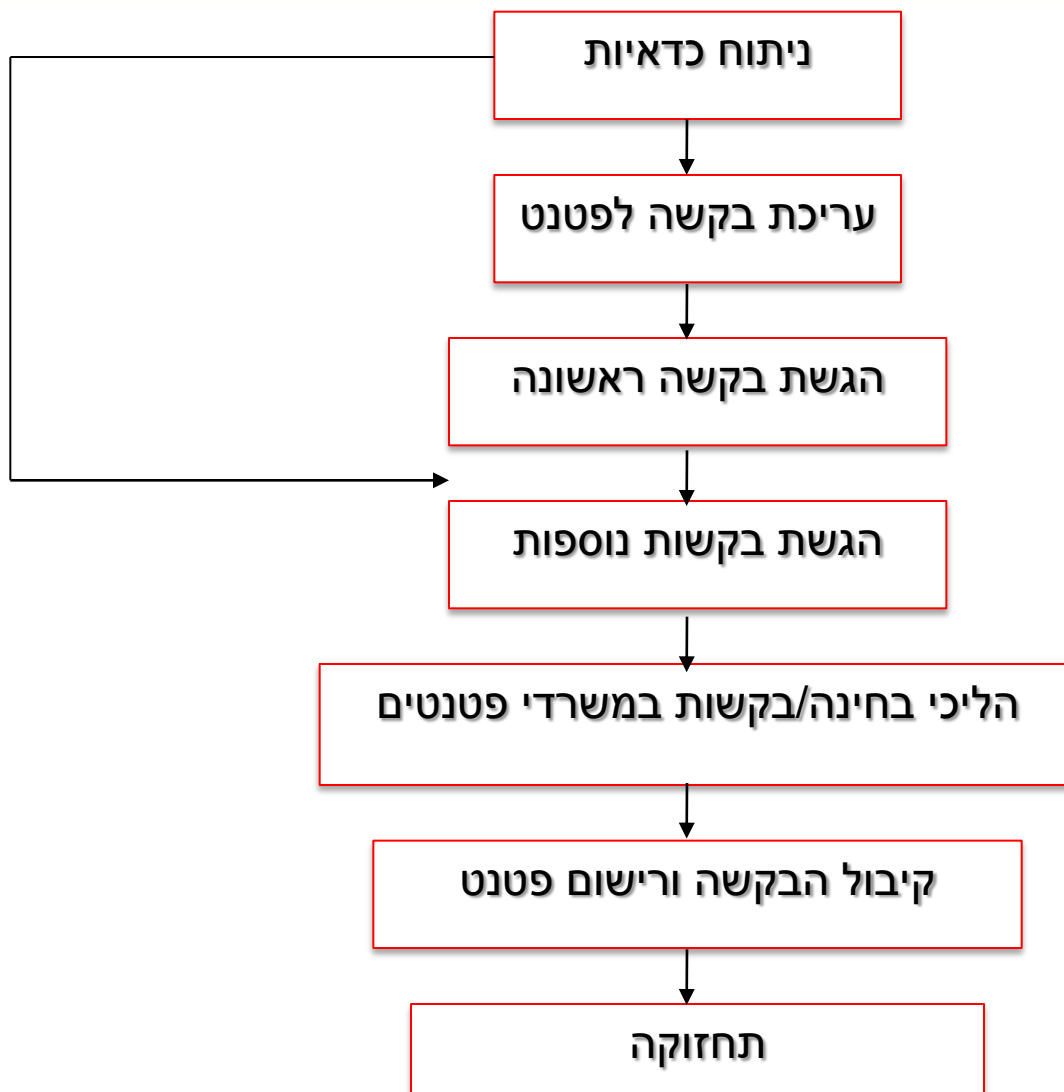 ניתוח כדאיות
עריכת בקשה לפטנט
הגשת בקשה ראשונה
הגשת בקשות נוספות
הליכי בחינה/בקשות במשרדי פטנטים
קיבול הבקשה ורישום פטנט
תחזוקה